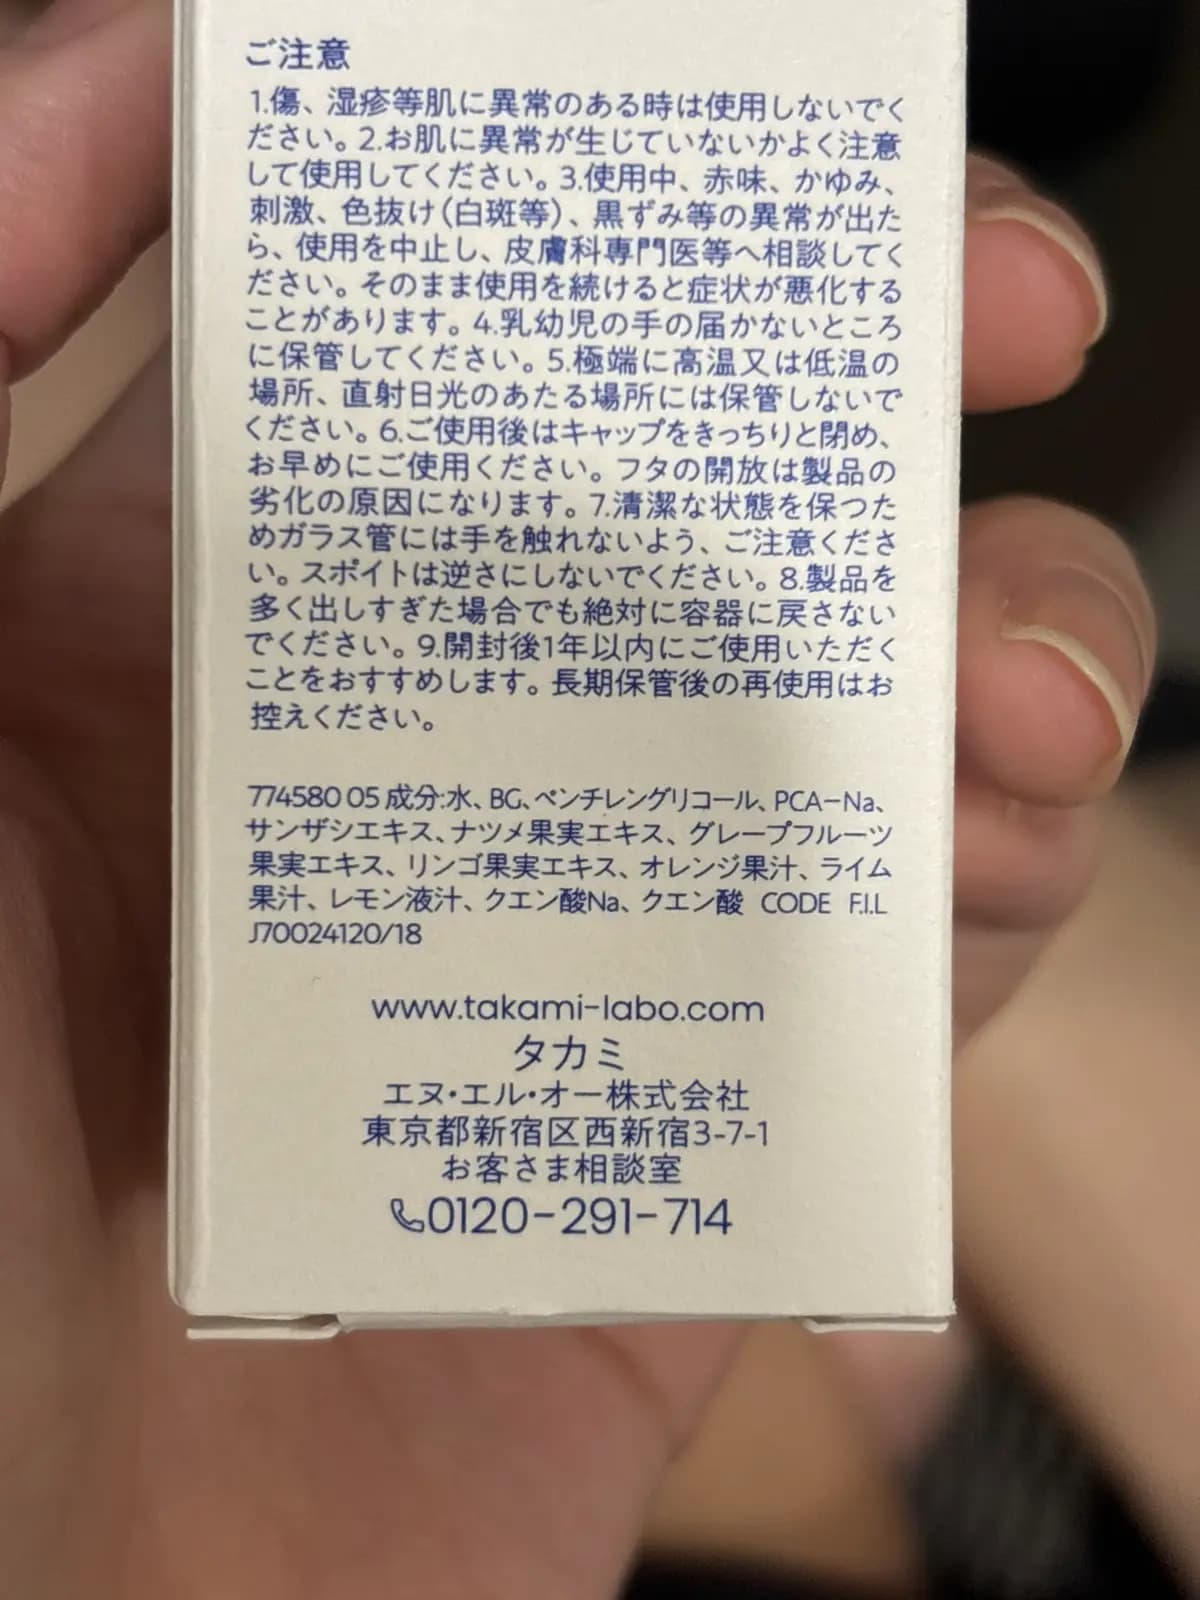 ご注意
1.傷、湿疹等肌に異常のある時は使用しないでく
ださい。2.お肌に異常が生じていないかよく注意
して使用してください。3.使用中、赤味、かゆみ、
刺激、色抜け(白斑等)、黒ずみ等の異常が出た
ら、使用を中止し、皮膚科専門医等へ相談してく
ださい。そのまま使用を続けると症状が悪化する
ことがあります。4.乳幼児の手の届かないところ
に保管してください。5.極端に高温又は低温の
場所、直射日光のあたる場所には保管しないで
ください。6.ご使用後はキャップをきっちりと閉め、
お早めにご使用ください。フタの開放は製品の
劣化の原因になります。7.清潔な状態を保つた
めガラス管には手を触れないよう、ご注意くださ
い。スポイトは逆さにしないでください。8.製品を
多く出しすぎた場合でも絶対に容器に戻さない
でください。9.開封後1年以内にご使用いただく
ことをおすすめします。長期保管後の再使用はお
控えください。
774580 05 成分:水、BG、ペンチレングリコール、PCA-Na、
サンザシエキス、ナツメ果実エキス、グレープフルーツ
果実エキス、リンゴ果実エキス、オレンジ果汁、ライム
果汁、レモン液汁、クエン酸Na、クエン酸 CODE F.I.L
J70024120/18
www.takami-labo.com
タカミ
エヌ・エル・オー株式会社
東京都新宿区西新宿3-7-1
お客さま相談室
0120-291-714